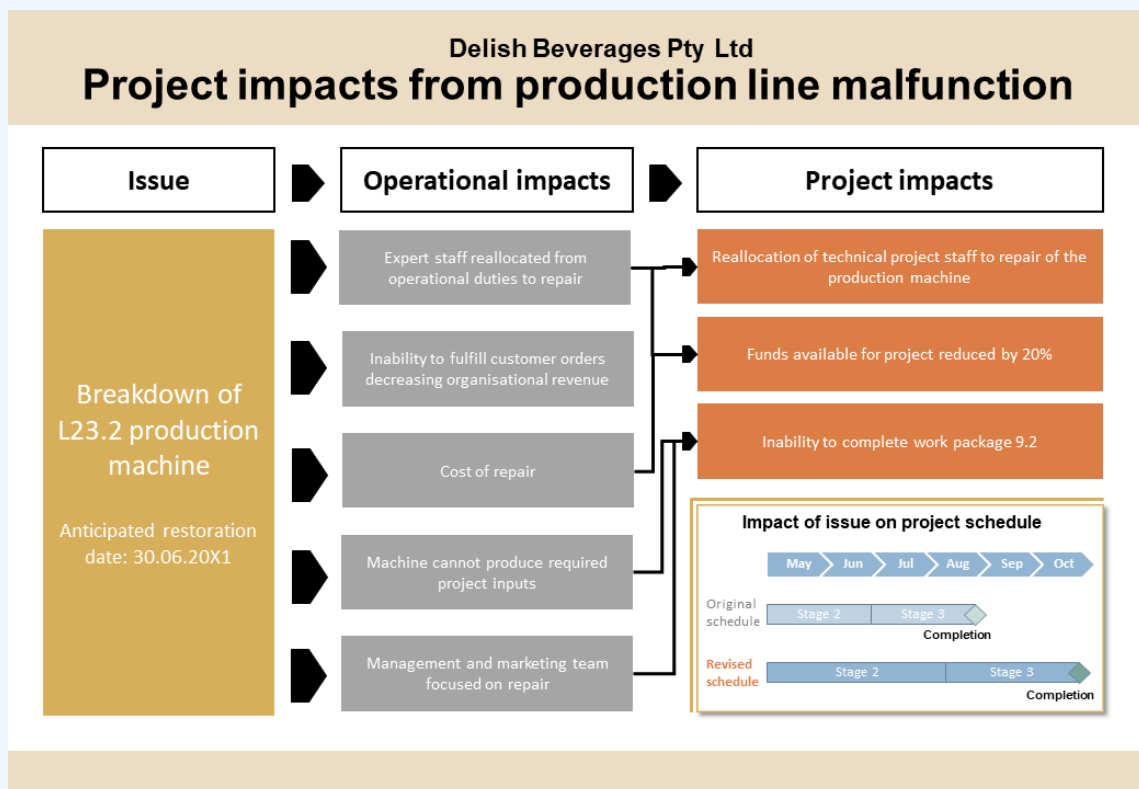 Delish Beverages Pty Ltd
Project impacts from production line malfunction
Issue
Operational impacts
Project impacts
Breakdown of
L23.2 production
machine
Anticipated restoration
date: 30.06.20X1
Expert staff reallocated from
operational duties to repair
Inability to fulfill customer orders
decreasing organisational revenue
Cost of repair
Machine cannot produce required
project inputs
Management and marketing team
focused on repair
Reallocation of technical project staff to repair of the
production machine
Funds available for project reduced by 20%
Inability to complete work package 9.2
Impact of issue on project schedule
May Jun Jul Aug Sep Oct
Original
schedule
Stage 2 Stage 3
Completion
Revised
schedule
Stage 2 Stage 3
Completion